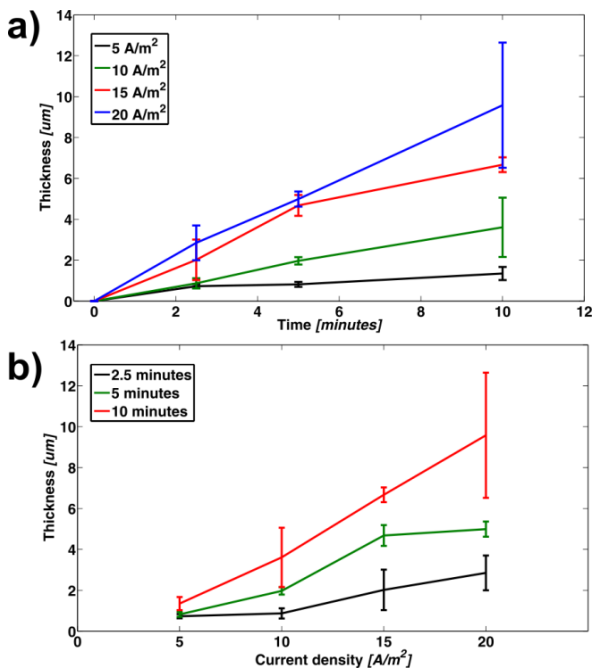 a)
14
12
10
8
6
4
2
0
Thickness [um]
5 A/m²
10 A/m²
15 A/m²
20 A/m²
0 2 4 6 8 10 12
Time [minutes]
b)
14
12
10
8
6
4
2
0
Thickness [um]
2.5 minutes
5 minutes
10 minutes
0 5 10 15 20
Current density [A/m²]